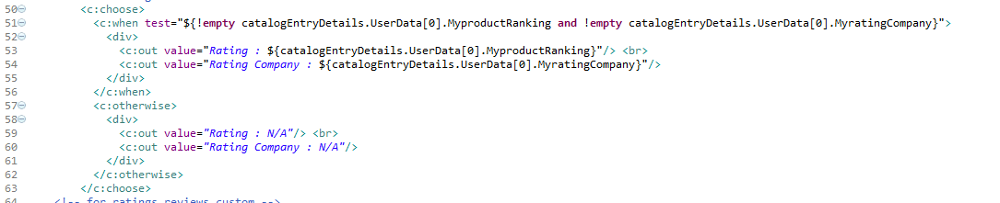 50 <c:choose>
51 <c:when test="${!empty catalogEntryDetails.UserData[0].MyproductRanking and !empty catalogEntryDetails.UserData[0].MyratingCompany}">
52 <div>
53 <c:out value="Rating : ${catalogEntryDetails.UserData[0].MyproductRanking}"/> <br>
54 <c:out value="Rating Company : ${catalogEntryDetails.UserData[0].MyratingCompany}"/>
55 </div>
56 </c:when>
57 <c:otherwise>
58 <div>
59 <c:out value="Rating : N/A"/> <br>
60 <c:out value="Rating Company : N/A"/>
61 </div>
62 </c:otherwise>
63 </c:choose>
64 <!-- for ratings reviews custom -->